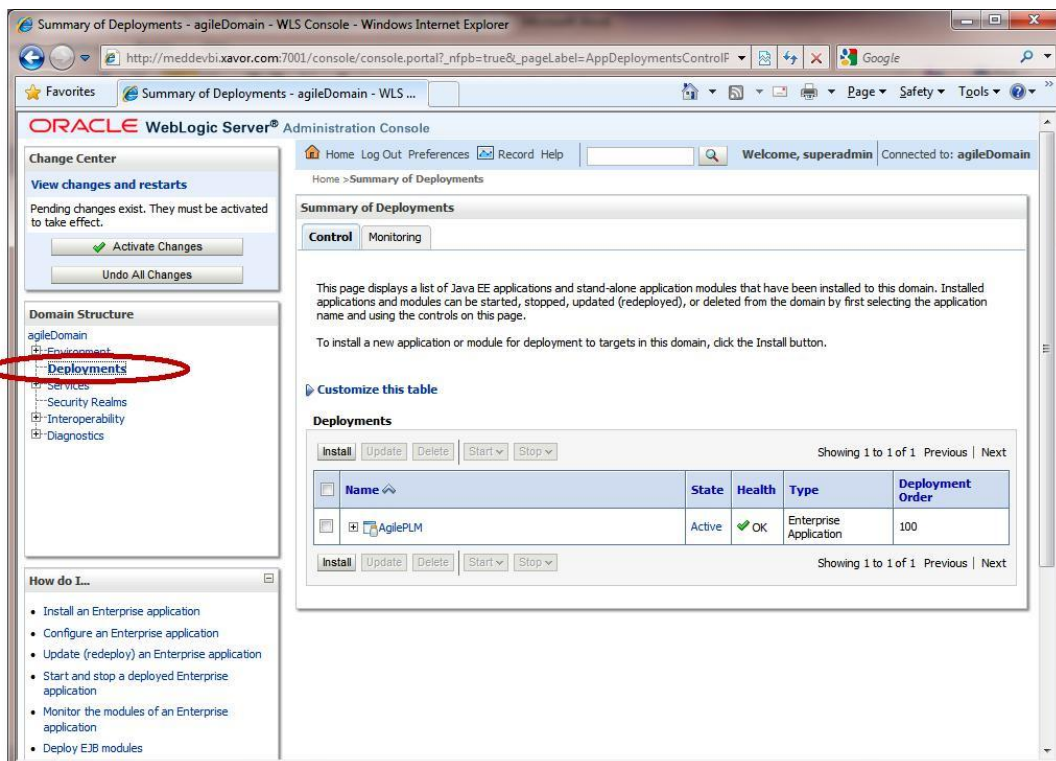 Summary of Deployments - agileDomain - WLS Console - Windows Internet Explorer
http://meddevbi.xavor.com:7001/console/console.portal?_nfpb=true&_pageLabel=AppDeploymentsControlP
Google
Favorites
Summary of Deployments - agileDomain - WLS ...
Page Safety Tools
ORACLE WebLogic Server® Administration Console
Change Center
View changes and restarts
Pending changes exist. They must be activated
to take effect.
Activate Changes
Undo All Changes
Domain Structure
agileDomain
Environment
Deployments
Services
Security Realms
Interoperability
Diagnostics
How do I...
Install an Enterprise application
Configure an Enterprise application
Update (redeploy) an Enterprise application
Start and stop a deployed Enterprise
application
Monitor the modules of an Enterprise
application
Deploy EJB modules
Home Log Out Preferences Record Help
Welcome, superadmin Connected to: agileDomain
Home >Summary of Deployments
Summary of Deployments
Control Monitoring
This page displays a list of Java EE applications and stand-alone application modules that have been installed to this domain. Installed
applications and modules can be started, stopped, updated (redeployed), or deleted from the domain by first selecting the application
name and using the controls on this page.
To install a new application or module for deployment to targets in this domain, click the Install button.
Customize this table
Deployments
Install Update Delete Start Stop Showing 1 to 1 of 1 Previous | Next
Name State Health Type Deployment
Order
AgilePLM Active OK Enterprise
Application 100
Install Update Delete Start Stop Showing 1 to 1 of 1 Previous | Next